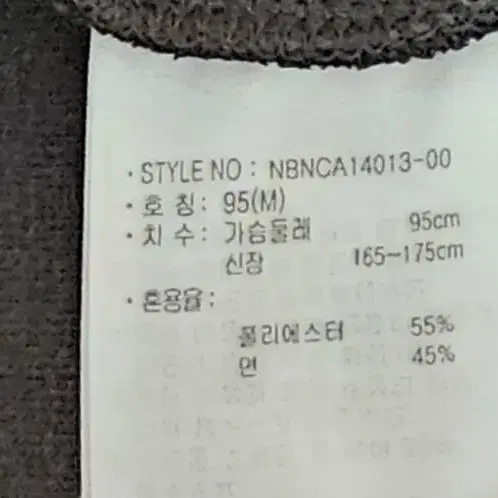 · STYLE NO : NBNCA14013-00
· 호 칭 : 95(M)
· 치 수 : 가슴둘레 95cm
신장 165~175cm
· 혼용율 :
폴리에스터 55%
면 45%